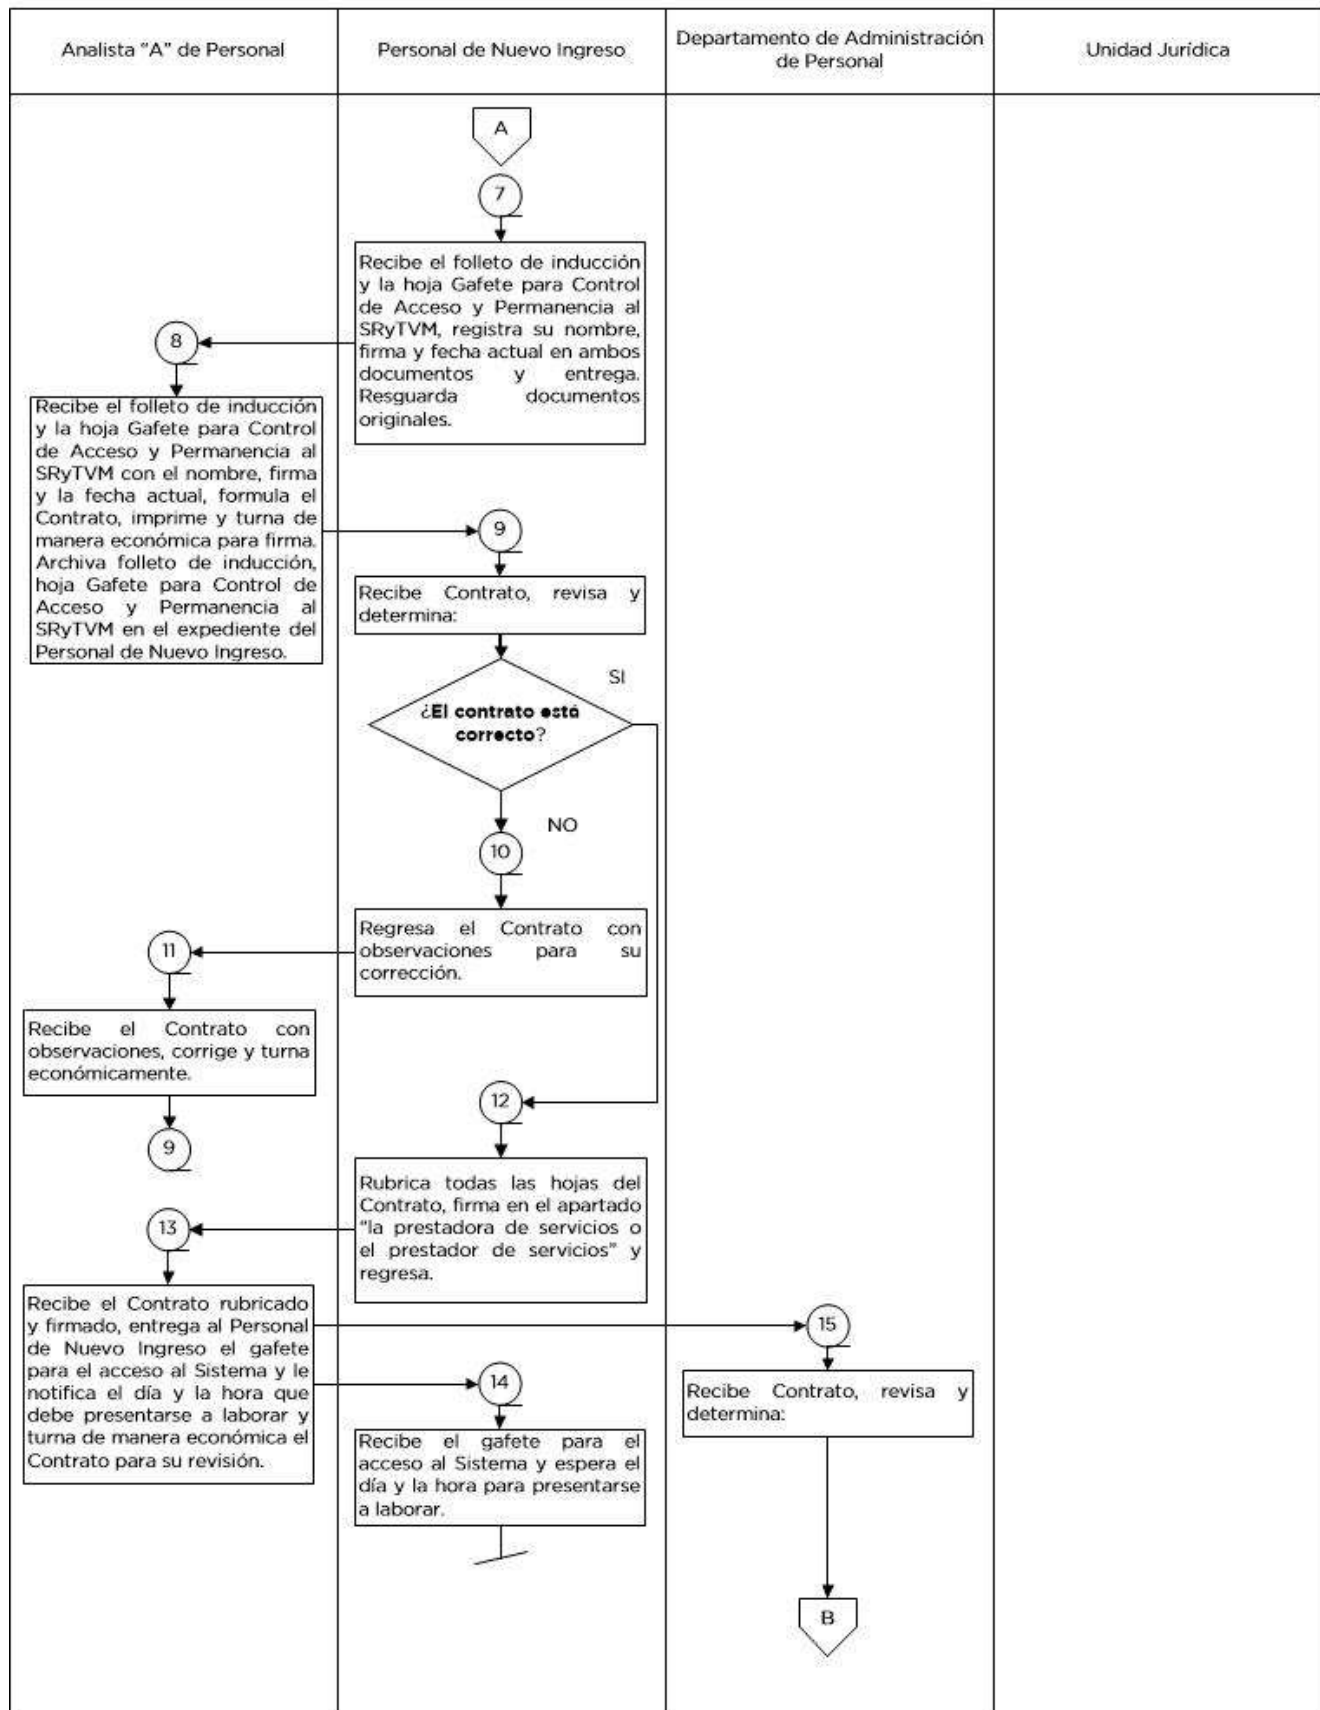 Analista "A" de Personal
Personal de Nuevo Ingreso
Departamento de Administración
de Personal
Unidad Jurídica
A
7
Recibe el folleto de inducción
y la hoja Gafete para Control
de Acceso y Permanencia al
SRyTVM, registra su nombre,
firma y fecha actual en ambos
documentos y entrega.
Resguarda documentos
originales.
8
Recibe el folleto de inducción
y la hoja Gafete para Control
de Acceso y Permanencia al
SRyTVM con el nombre, firma
y la fecha actual, formula el
Contrato, imprime y turna de
manera económica para firma.
Archiva folleto de inducción,
hoja Gafete para Control de
Acceso y Permanencia al
SRyTVM en el expediente del
Personal de Nuevo Ingreso.
9
Recibe Contrato, revisa y
determina:
¿El contrato está
correcto?
SI
NO
10
Regresa el Contrato con
observaciones para su
corrección.
11
Recibe el Contrato con
observaciones, corrige y turna
económicamente.
9
12
Rubrica todas las hojas del
Contrato, firma en el apartado
"la prestadora de servicios o
el prestador de servicios" y
regresa.
13
Recibe el Contrato rubricado
y firmado, entrega al Personal
de Nuevo Ingreso el gafete
para el acceso al Sistema y le
notifica el día y la hora que
debe presentarse a laborar y
turna de manera económica el
Contrato para su revisión.
14
Recibe el gafete para el
acceso al Sistema y espera el
día y la hora para presentarse
a laborar.
15
Recibe Contrato, revisa y
determina:
B